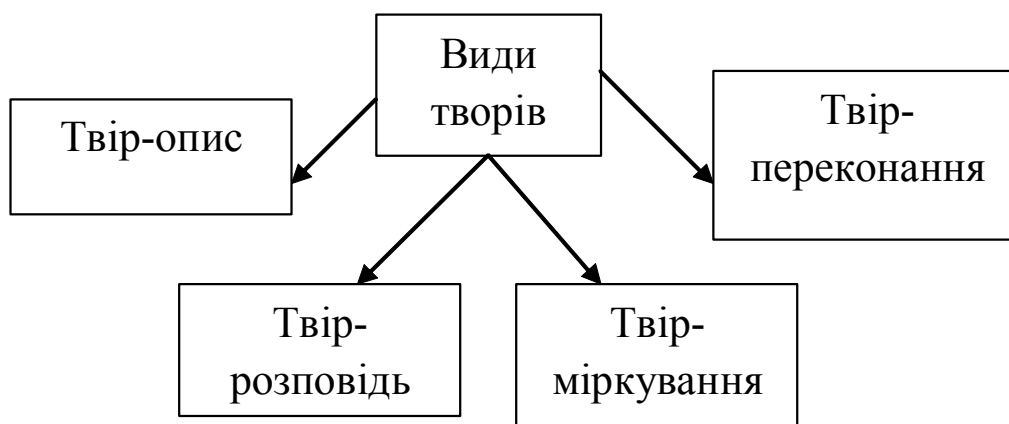 Види
творів
Твір-опис
Твір-
переконання
Твір-
розповідь
Твір-
міркування